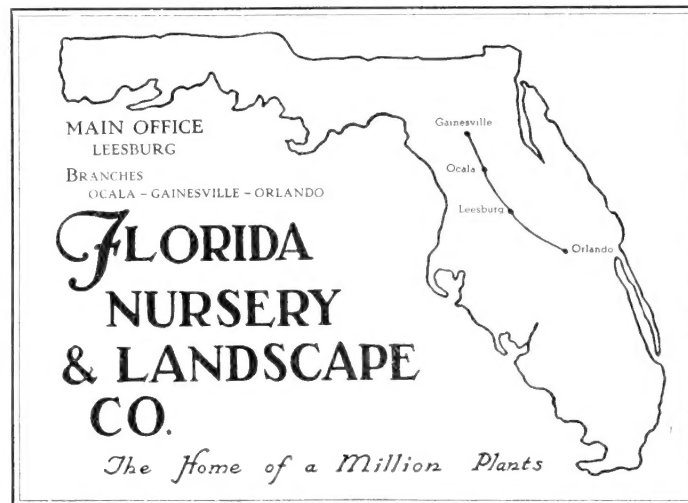 MAIN OFFICE
LEESBURG
BRANCHES
OCALA – GAINESVILLE – ORLANDO
FLORIDA
NURSERY
& LANDSCAPE
CO.
The Home of a Million Plants
Gainesville
Ocala
Leesburg
Orlando